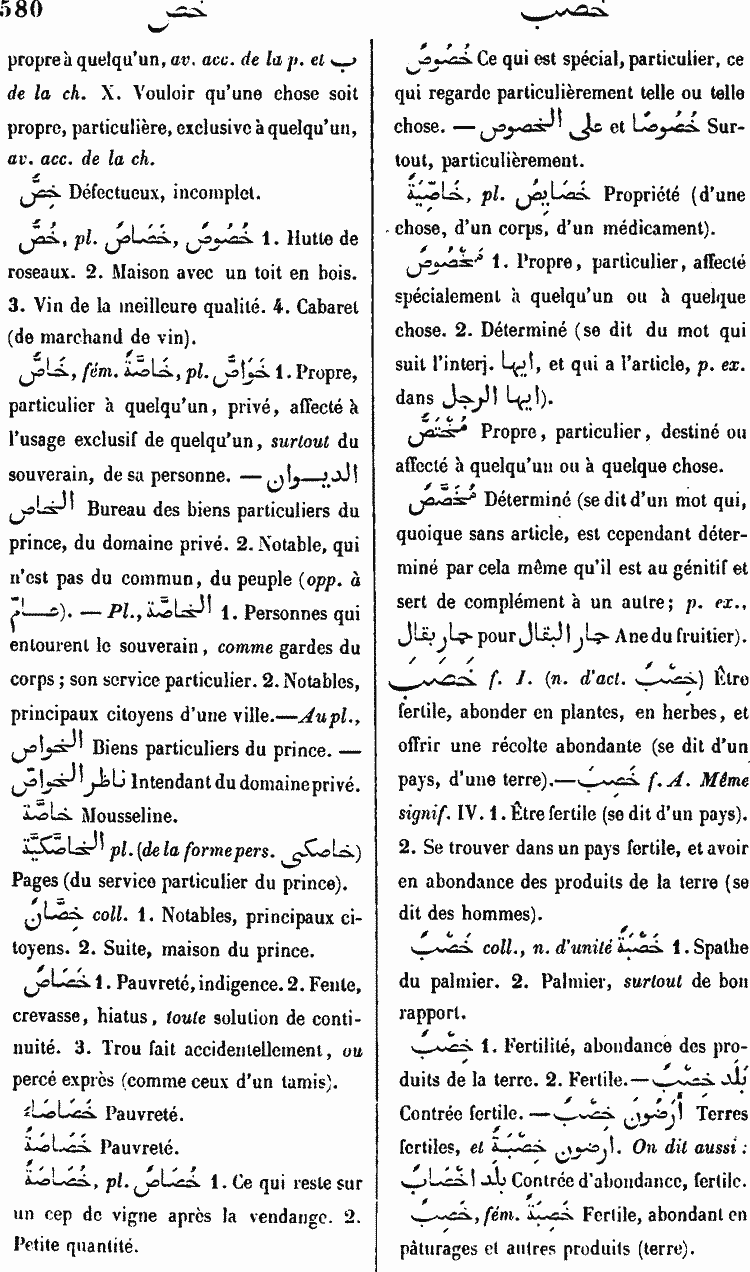 580
خص
خصب
propre à quelqu'un, av. acc. de la p. et ب
de la ch. X. Vouloir qu'une chose soit
propre, particulière, exclusive à quelqu'un,
av. acc. de la ch.
خَصٌّ Défectueux, incomplet.
خُصٌّ, pl. خُصَاصٌ, خُصُوصٌ 1. Hutte de
roseaux. 2. Maison avec un toit en bois.
3. Vin de la meilleure qualité. 4. Cabaret
(de marchand de vin).
خَاصٌّ, fém. خَاصَّةٌ, pl. خَوَاصٌّ 1. Propre,
particulier à quelqu'un, privé, affecté à
l'usage exclusif de quelqu'un, surtout du
souverain, de sa personne. — الديوان
الخاص Bureau des biens particuliers du
prince, du domaine privé. 2. Notable, qui
n'est pas du commun, du peuple (opp. à
عامّ). — Pl., الخاصّة 1. Personnes qui
entourent le souverain, comme gardes du
corps; son service particulier. 2. Notables,
principaux citoyens d'une ville.—Au pl.,
الخواص Biens particuliers du prince. —
ناظر الخواصّ Intendant du domaine privé.
خاصّة Mousseline.
الخاصَّكيَّة pl. (de la forme pers. خاصكى)
Pages (du service particulier du prince).
خُصَّانٌ coll. 1. Notables, principaux ci-
toyens. 2. Suite, maison du prince.
خَصَاصٌ 1. Pauvreté, indigence. 2. Fente,
crevasse, hiatus, toute solution de conti-
nuité. 3. Trou fait accidentellement, ou
percé exprès (comme ceux d'un tamis).
خَصَاصَاءُ Pauvreté.
خَصَاصَةٌ Pauvreté.
خُصَاصَةٌ, pl. خُصَاصٌ 1. Ce qui reste sur
un cep de vigne après la vendange. 2.
Petite quantité.
خُصُوصٌ Ce qui est spécial, particulier, ce
qui regarde particulièrement telle ou telle
chose. — على الخصوص et خُصُوصًا Sur-
tout, particulièrement.
خَاصِّيَّةٌ, pl. خَصَايِصُ Propriété (d'une
chose, d'un corps, d'un médicament).
مَخْصُوصٌ 1. Propre, particulier, affecté
spécialement à quelqu'un ou à quelque
chose. 2. Déterminé (se dit du mot qui
suit l'interj. ايها, et qui a l'article, p. ex.
dans ايها الرجل).
مُخْتَصٌّ Propre, particulier, destiné ou
affecté à quelqu'un ou à quelque chose.
مُخَصَّصٌ Déterminé (se dit d'un mot qui,
quoique sans article, est cependant déter-
miné par cela même qu'il est au génitif et
sert de complément à un autre; p. ex.,
حار بقال pour حار البقال Ane du fruitier).
خَصَبَ f. I. (n. d'act. خِصْبٌ) Être
fertile, abonder en plantes, en herbes, et
offrir une récolte abondante (se dit d'un
pays, d'une terre).—خَصِبَ f. A. Même
signif. IV. 1. Être fertile (se dit d'un pays).
2. Se trouver dans un pays fertile, et avoir
en abondance des produits de la terre (se
dit des hommes).
خَصْبٌ coll., n. d'unité خَصْبَةٌ 1. Spathe
du palmier. 2. Palmier, surtout de bon
rapport.
خِصْبٌ 1. Fertilité, abondance des pro-
duits de la terre. 2. Fertile.—بَلَد خِصْبٌ
Contrée fertile. — أَرَضُونَ خِصْبٌ Terres
fertiles, et ارضون خِصْبَةٌ. On dit aussi:
بلد اخْصَابٌ Contrée d'abondance, fertile.
خَصِبٌ, fém. خَصِبَةٌ Fertile, abondant en
pâturages et autres produits (terre).